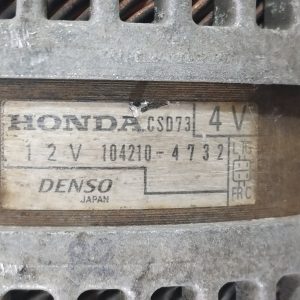 HONDA CSD73 4V
12V 104210-4732
DENSO
JAPAN